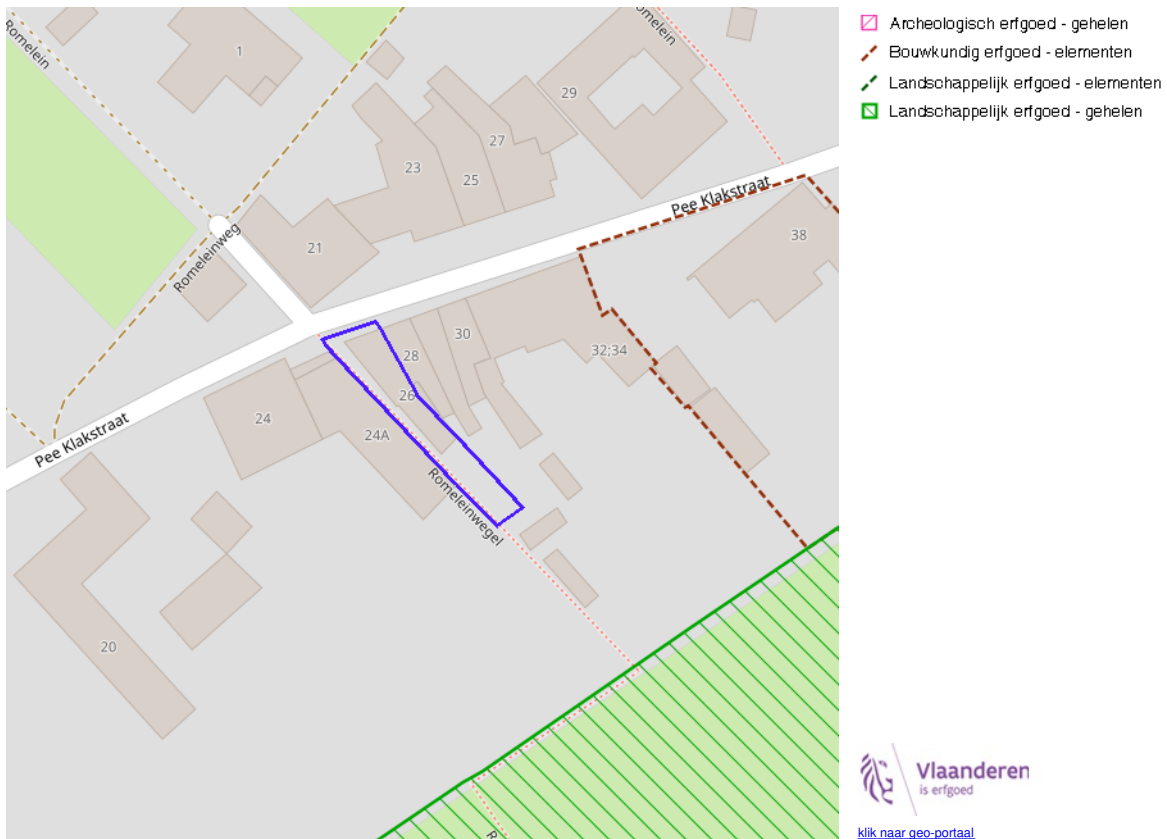 Romelein
1
omelein
29
27
23
25
Pee Klakstraat
38
Romeleinweg
21
30
28
32;34
26
24
24A
Pee Klakstraat
Romeleinwegel
20
R
Archeologisch erfgoed - gehelen
Bouwkundig erfgoed - elementen
Landschappelijk erfgoed - elementen
Landschappelijk erfgoed - gehelen
Vlaanderen
is erfgoed
klik naar geo-portaal